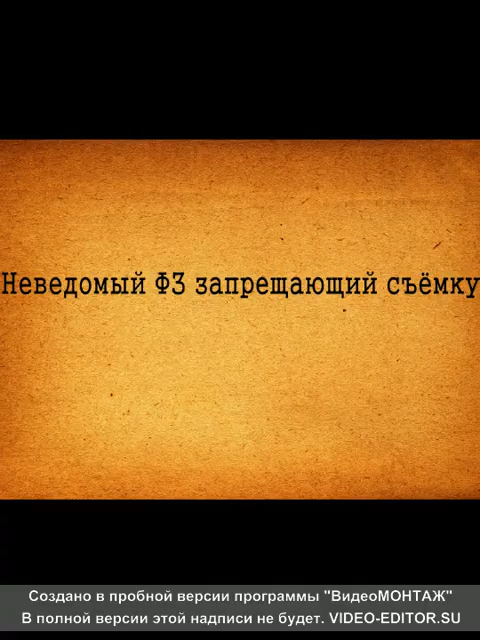 Неведомый ФЗ запрещающий съёмку
Создано в пробной версии программы "ВидеоМОНТАЖ"
В полной версии этой надписи не будет. VIDEO-EDITOR.SU